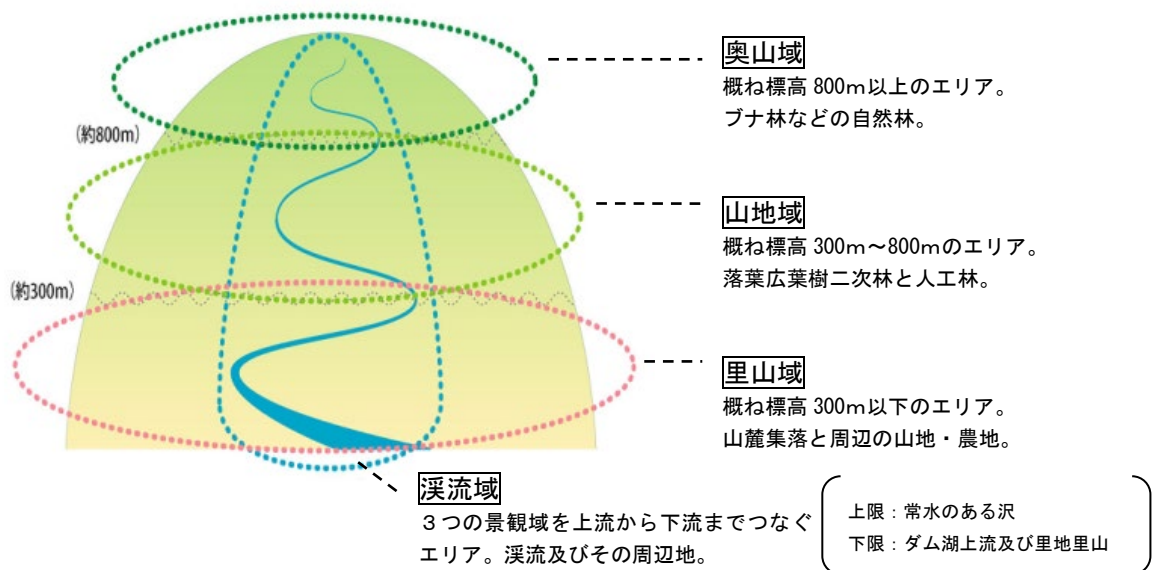 奥山域
概ね標高 800m以上のエリア。
ブナ林などの自然林。
(約800m)
山地域
概ね標高 300m～800mのエリア。
落葉広葉樹二次林と人工林。
(約300m)
里山域
概ね標高 300m以下のエリア。
山麓集落と周辺の山地・農地。
渓流域
３つの景観域を上流から下流までつなぐ
エリア。渓流及びその周辺地。
上限：常水のある沢
下限：ダム湖上流及び里地里山